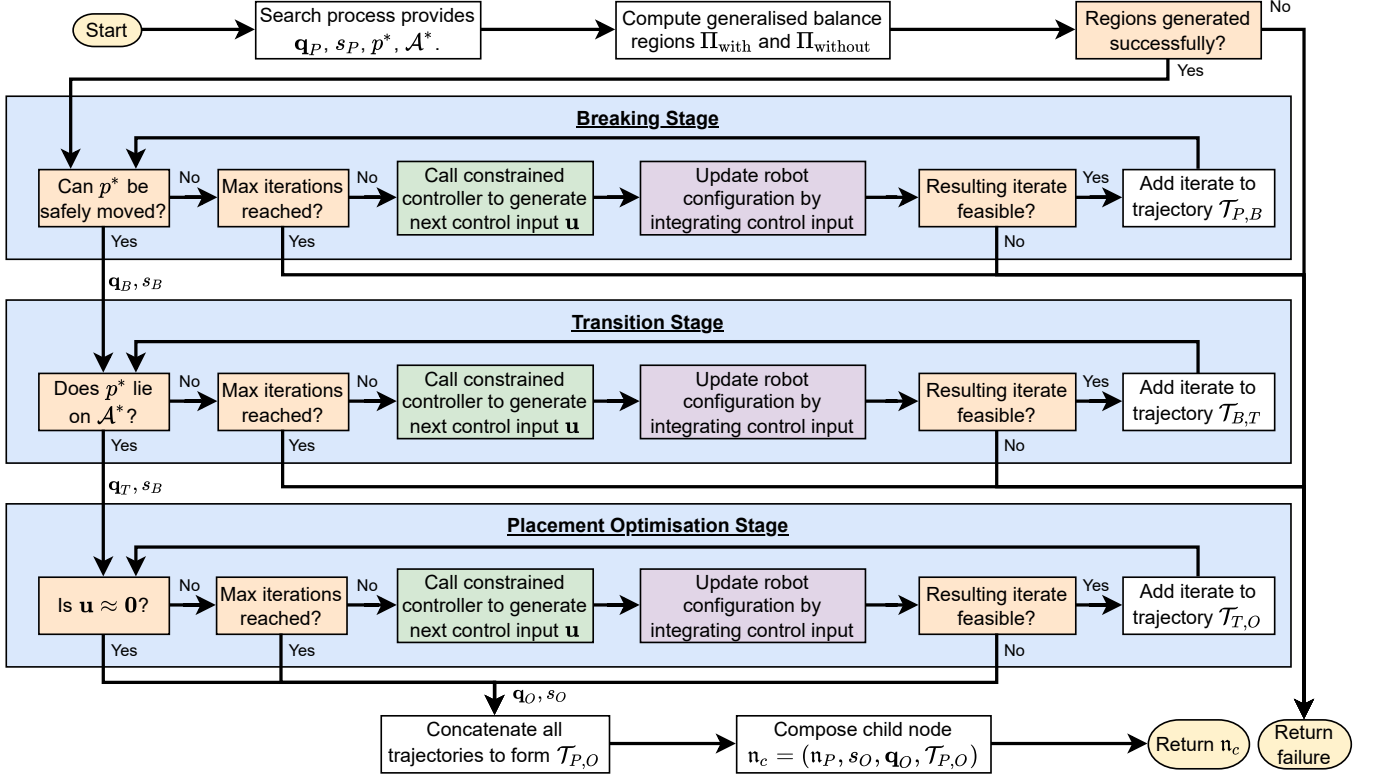 Start
Search process provides
𝐪_P, s_P, p*, 𝒜*.
Compute generalised balance
regions Π_with and Π_without
Regions generated
successfully?
No
Yes
Breaking Stage
Can p* be
safely moved?
No
Yes
Max iterations
reached?
No
Yes
Call constrained
controller to generate
next control input 𝐮
Update robot
configuration by
integrating control input
Resulting iterate
feasible?
Yes
No
Add iterate to
trajectory 𝒯_{P,B}
𝐪_B, s_B
Transition Stage
Does p* lie
on 𝒜*?
No
Yes
Max iterations
reached?
No
Yes
Call constrained
controller to generate
next control input 𝐮
Update robot
configuration by
integrating control input
Resulting iterate
feasible?
Yes
No
Add iterate to
trajectory 𝒯_{B,T}
𝐪_T, s_B
Placement Optimisation Stage
Is 𝐮 ≈ 𝟎?
No
Yes
Max iterations
reached?
No
Yes
Call constrained
controller to generate
next control input 𝐮
Update robot
configuration by
integrating control input
Resulting iterate
feasible?
Yes
No
Add iterate to
trajectory 𝒯_{T,O}
𝐪_O, s_O
Concatenate all
trajectories to form 𝒯_{P,O}
Compose child node
𝔫_c = (𝔫_P, s_O, 𝐪_O, 𝒯_{P,O})
Return 𝔫_c
Return
failure